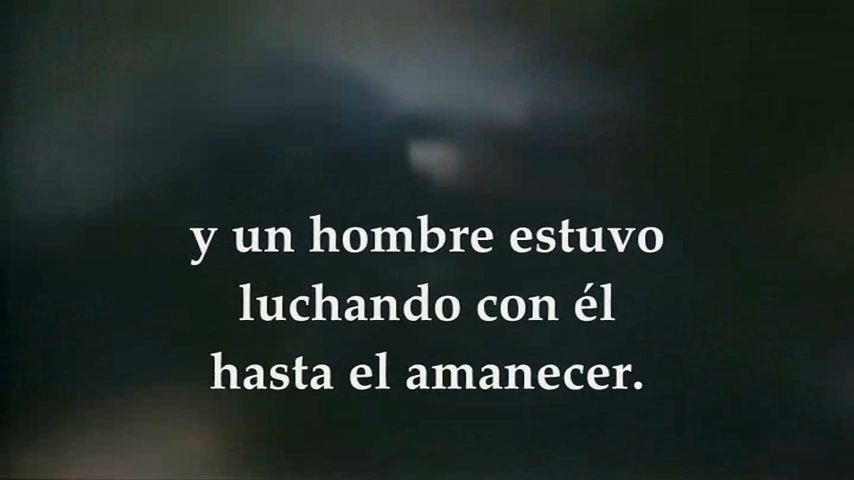 y un hombre estuvo
luchando con él
hasta el amanecer.